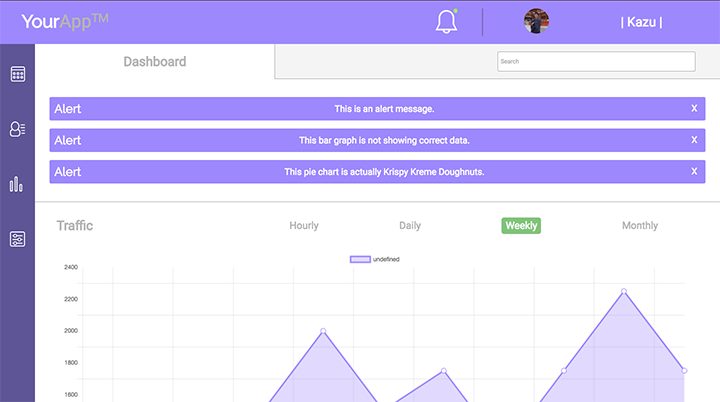 YourApp™
| Kazu |
Dashboard
Search
Alert This is an alert message. X
Alert This bar graph is not showing correct data. X
Alert This pie chart is actually Krispy Kreme Doughnuts. X
Traffic Hourly Daily Weekly Monthly
undefined
2400
2200
2000
1800
1600